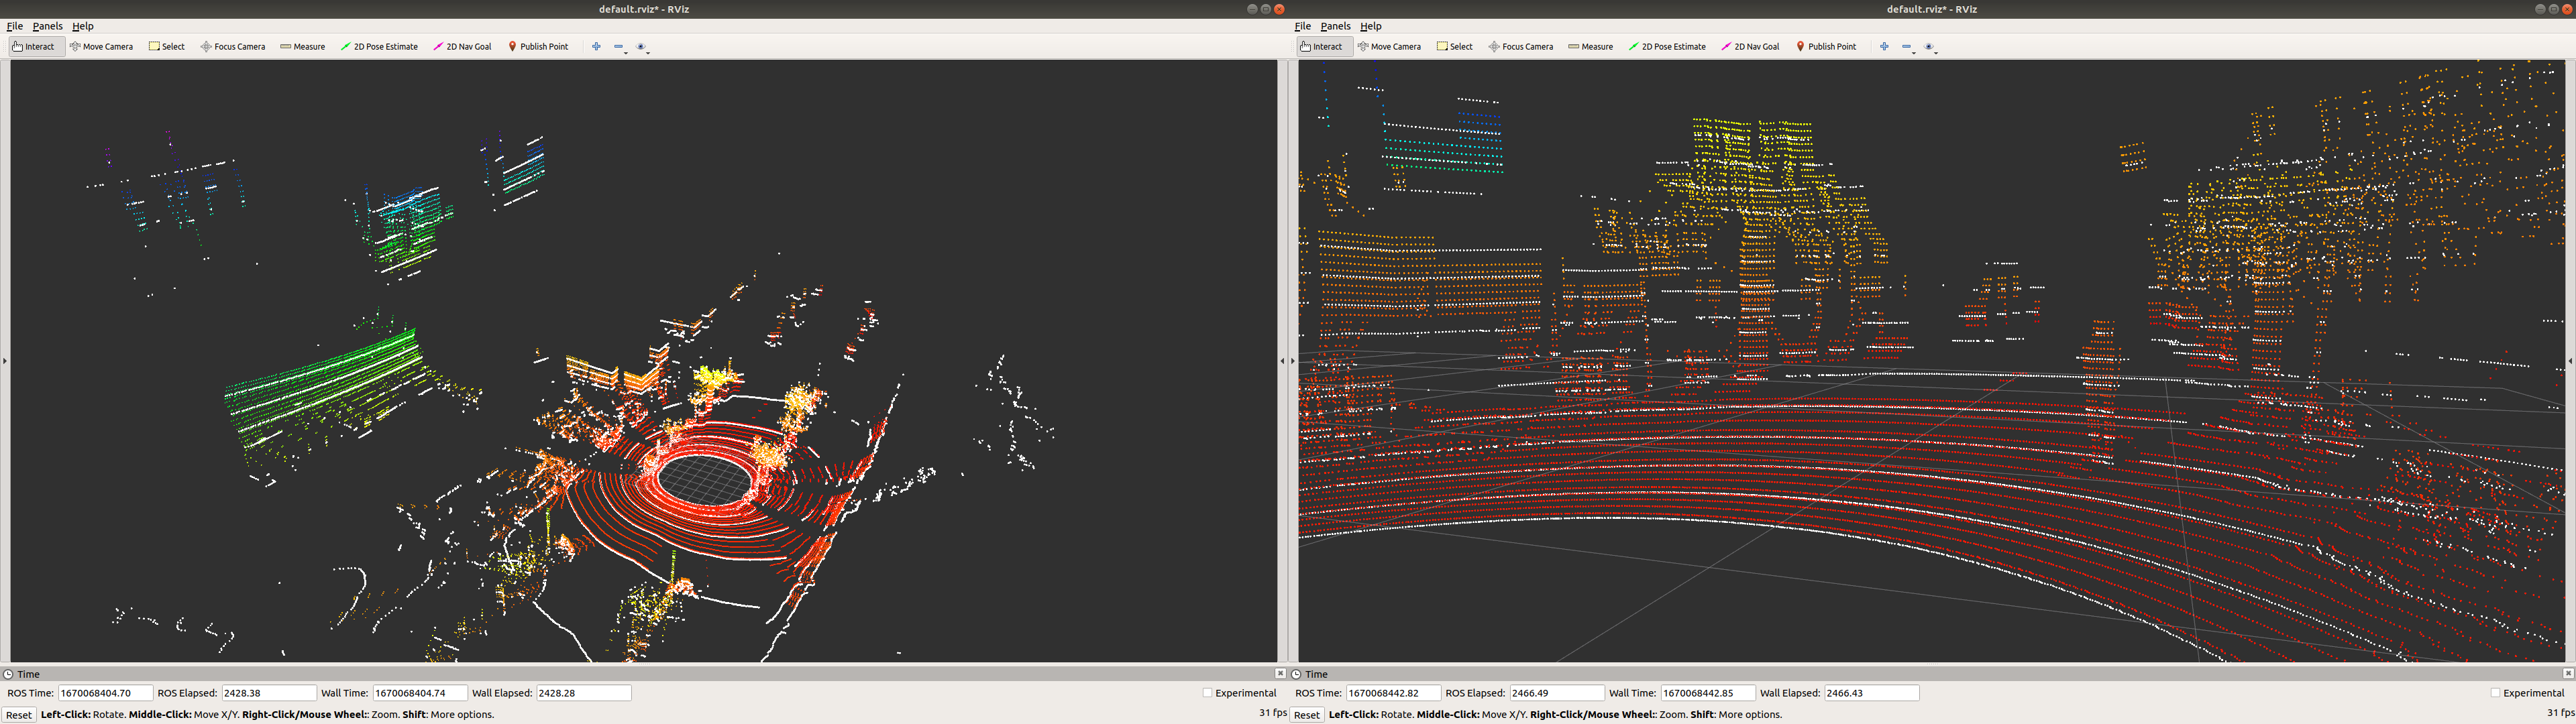 default.rviz* - RViz
File Panels Help
Interact Move Camera Select Focus Camera Measure 2D Pose Estimate 2D Nav Goal Publish Point
Time
ROS Time: 1670068404.70 ROS Elapsed: 2428.38 Wall Time: 1670068404.74 Wall Elapsed: 2428.28 Experimental
Reset Left-Click: Rotate. Middle-Click: Move X/Y. Right-Click/Mouse Wheel:: Zoom. Shift: More options. 31 fps
default.rviz* - RViz
File Panels Help
Interact Move Camera Select Focus Camera Measure 2D Pose Estimate 2D Nav Goal Publish Point
Time
ROS Time: 1670068442.82 ROS Elapsed: 2466.49 Wall Time: 1670068442.85 Wall Elapsed: 2466.43 Experimental
Reset Left-Click: Rotate. Middle-Click: Move X/Y. Right-Click/Mouse Wheel:: Zoom. Shift: More options. 31 fps